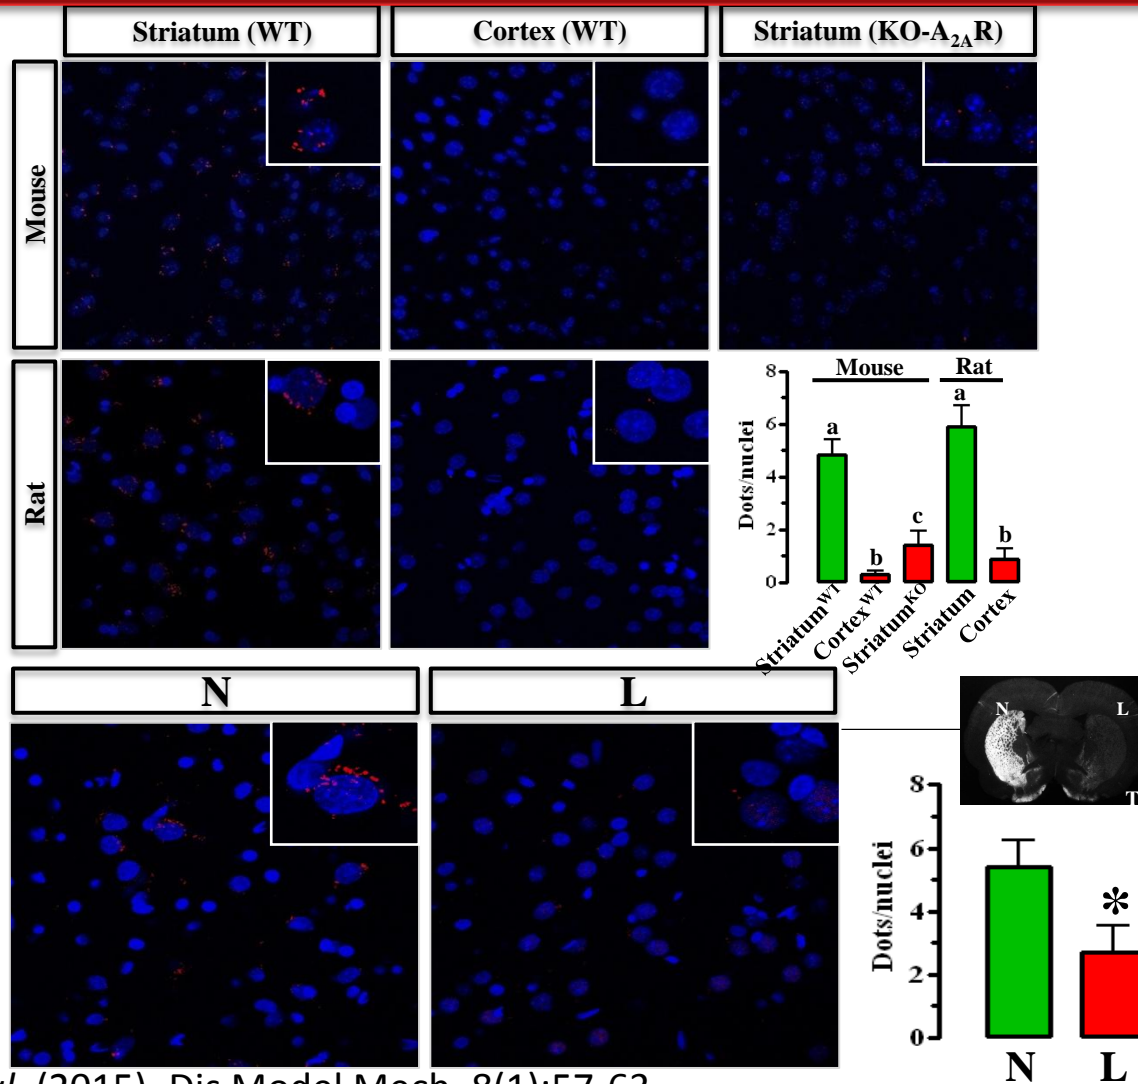 Striatum (WT)
Cortex (WT)
Striatum (KO-A₂ₐR)
Mouse
Rat
Mouse Rat
Dots/nuclei
8
6
4
2
0
a
b
c
a
b
Striatumᵂᵀ
Cortexᵂᵀ
Striatumᴷᴼ
Striatum
Cortex
N
L
N L
T
Dots/nuclei
8
6
4
2
0
*
N L
(2015). Dis Model Mech. 8(1):57-63